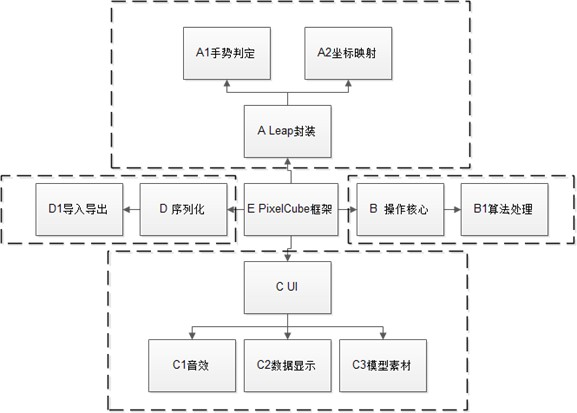 A1手势判定
A2坐标映射
A Leap封装
D1导入导出
D 序列化
E PixelCube框架
B 操作核心
B1算法处理
C UI
C1音效
C2数据显示
C3模型素材